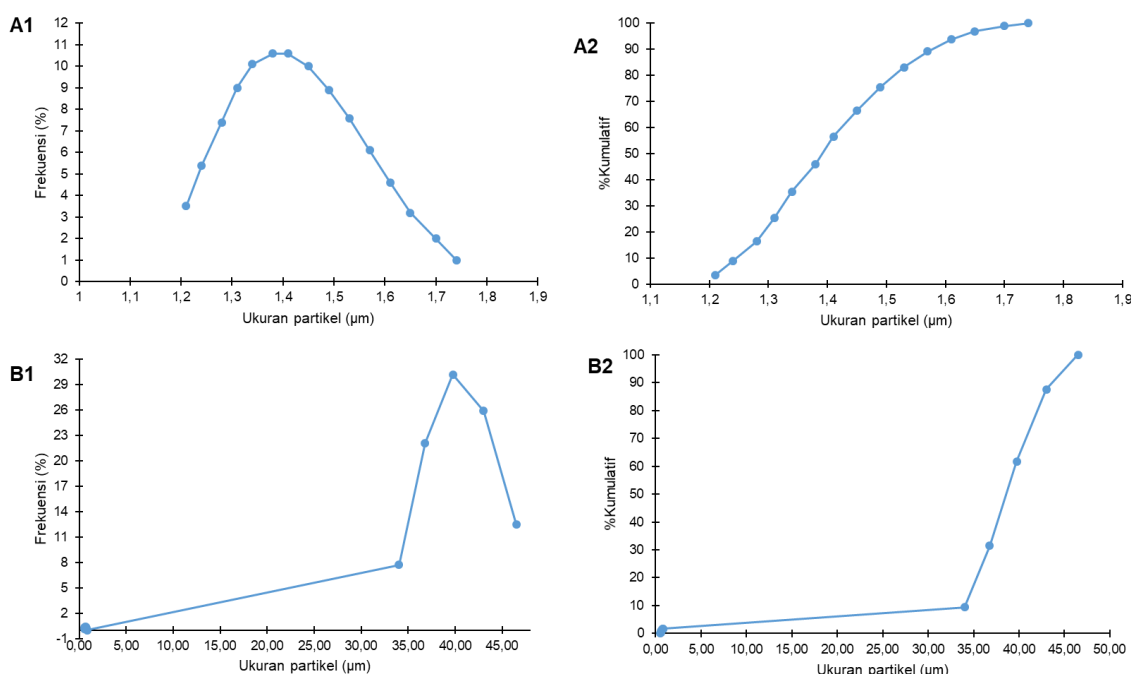 A1
Frekuensi (%)
12
11
10
9
8
7
6
5
4
3
2
1
0
1 1,1 1,2 1,3 1,4 1,5 1,6 1,7 1,8 1,9
Ukuran partikel (µm)
A2
%Kumulatif
100
90
80
70
60
50
40
30
20
10
0
1,1 1,2 1,3 1,4 1,5 1,6 1,7 1,8 1,9
Ukuran partikel (µm)
B1
Frekuensi (%)
32
29
26
23
20
17
14
11
8
5
2
-1
0,00 5,00 10,00 15,00 20,00 25,00 30,00 35,00 40,00 45,00
Ukuran partikel (µm)
B2
%Kumulatif
100
90
80
70
60
50
40
30
20
10
0
0,00 5,00 10,00 15,00 20,00 25,00 30,00 35,00 40,00 45,00 50,00
Ukuran partikel (µm)